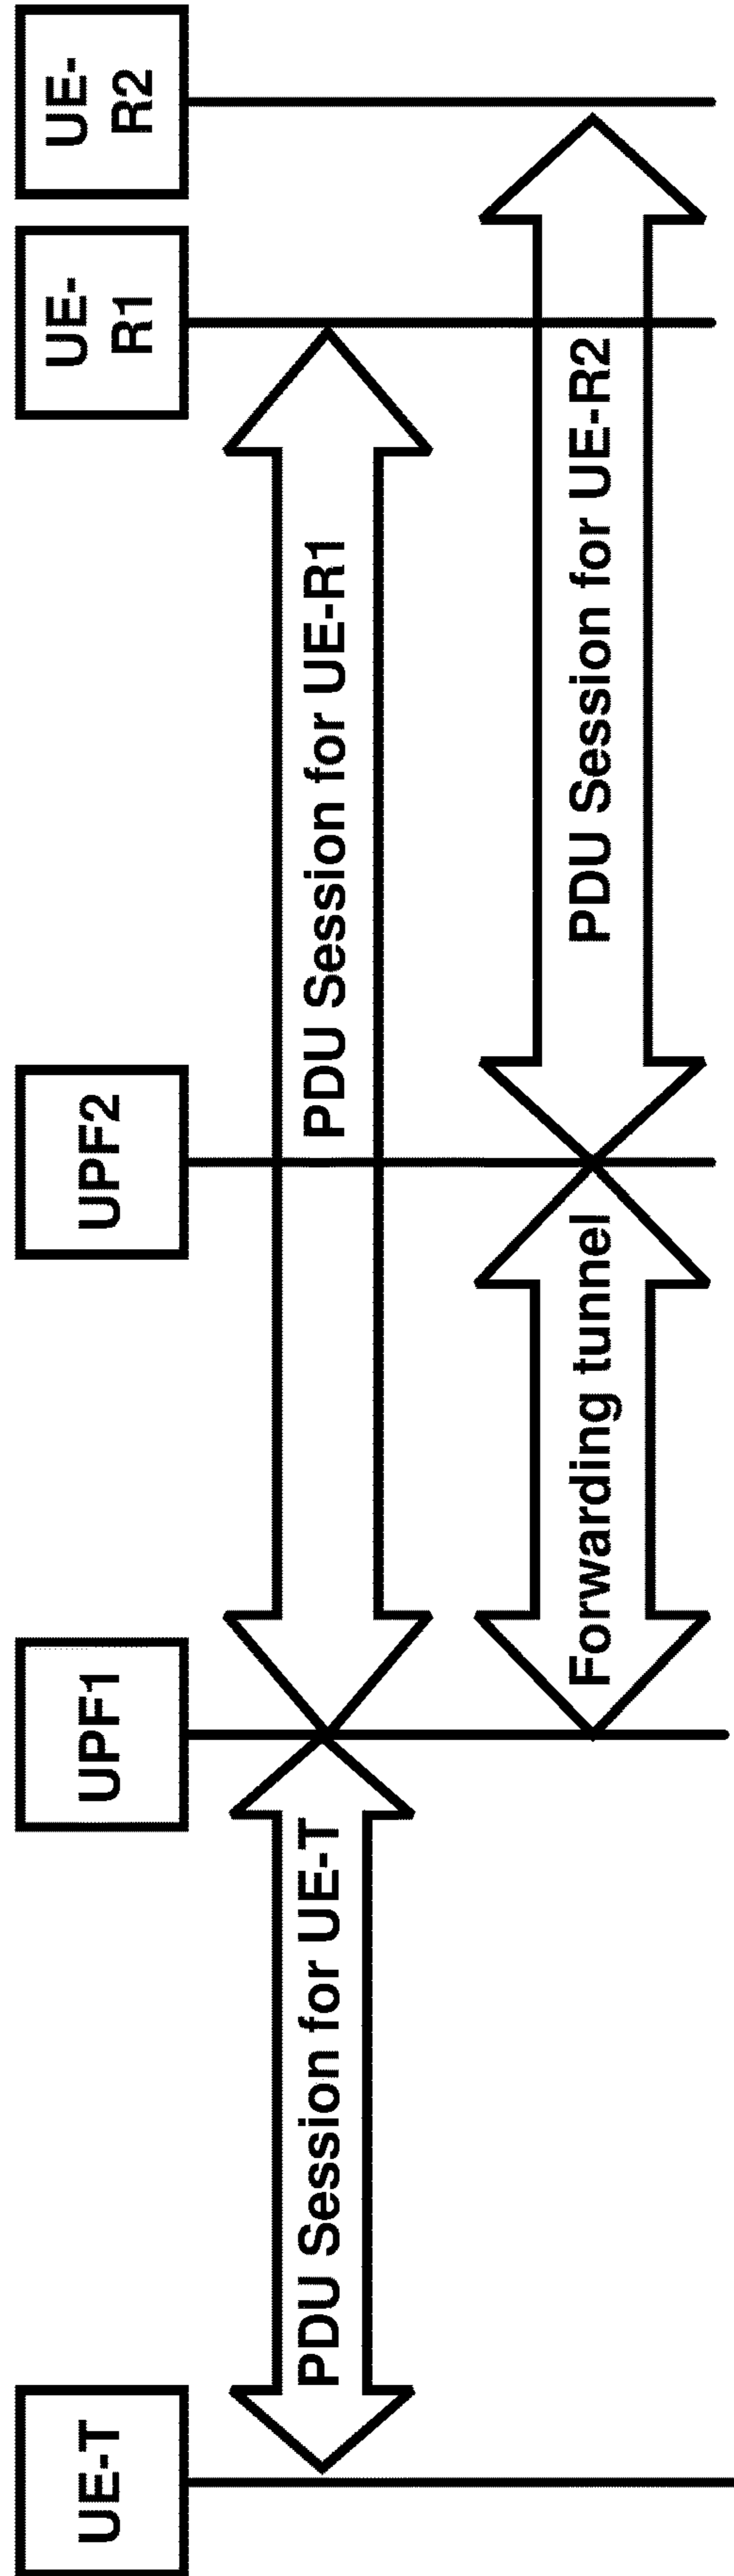 UE-T
UPF1
UPF2
UE-
R1
UE-
R2
PDU Session for UE-T
PDU Session for UE-R1
Forwarding tunnel
PDU Session for UE-R2